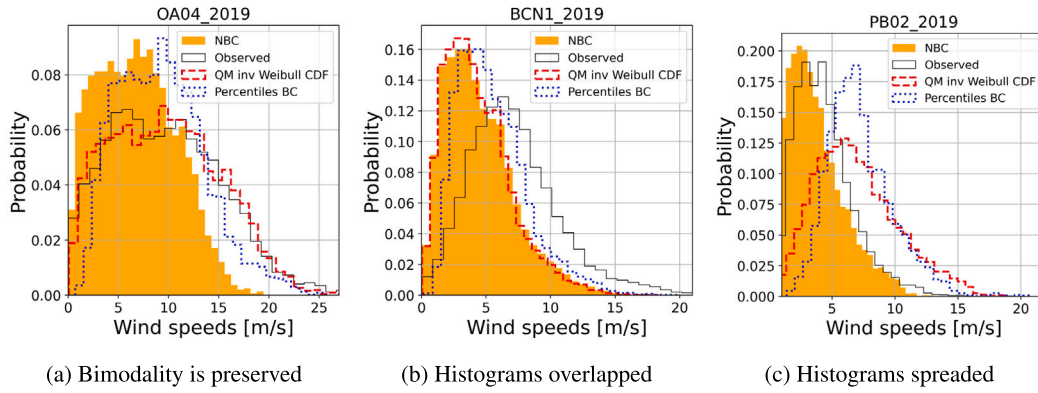 OA04_2019
NBC
Observed
QM inv Weibull CDF
Percentiles BC
Probability
0.08
0.06
0.04
0.02
0.00
0 5 10 15 20 25
Wind speeds [m/s]
(a) Bimodality is preserved
BCN1_2019
NBC
Observed
QM inv Weibull CDF
Percentiles BC
Probability
0.16
0.14
0.12
0.10
0.08
0.06
0.04
0.02
0.00
0 5 10 15 20
Wind speeds [m/s]
(b) Histograms overlapped
PB02_2019
NBC
Observed
QM inv Weibull CDF
Percentiles BC
Probability
0.200
0.175
0.150
0.125
0.100
0.075
0.050
0.025
0.000
5 10 15 20
Wind speeds [m/s]
(c) Histograms spreaded